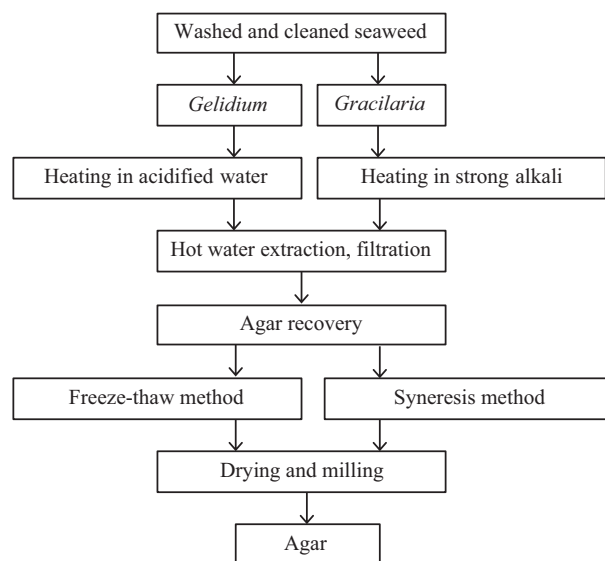 Washed and cleaned seaweed
Gelidium
Gracilaria
Heating in acidified water
Heating in strong alkali
Hot water extraction, filtration
Agar recovery
Freeze-thaw method
Syneresis method
Drying and milling
Agar